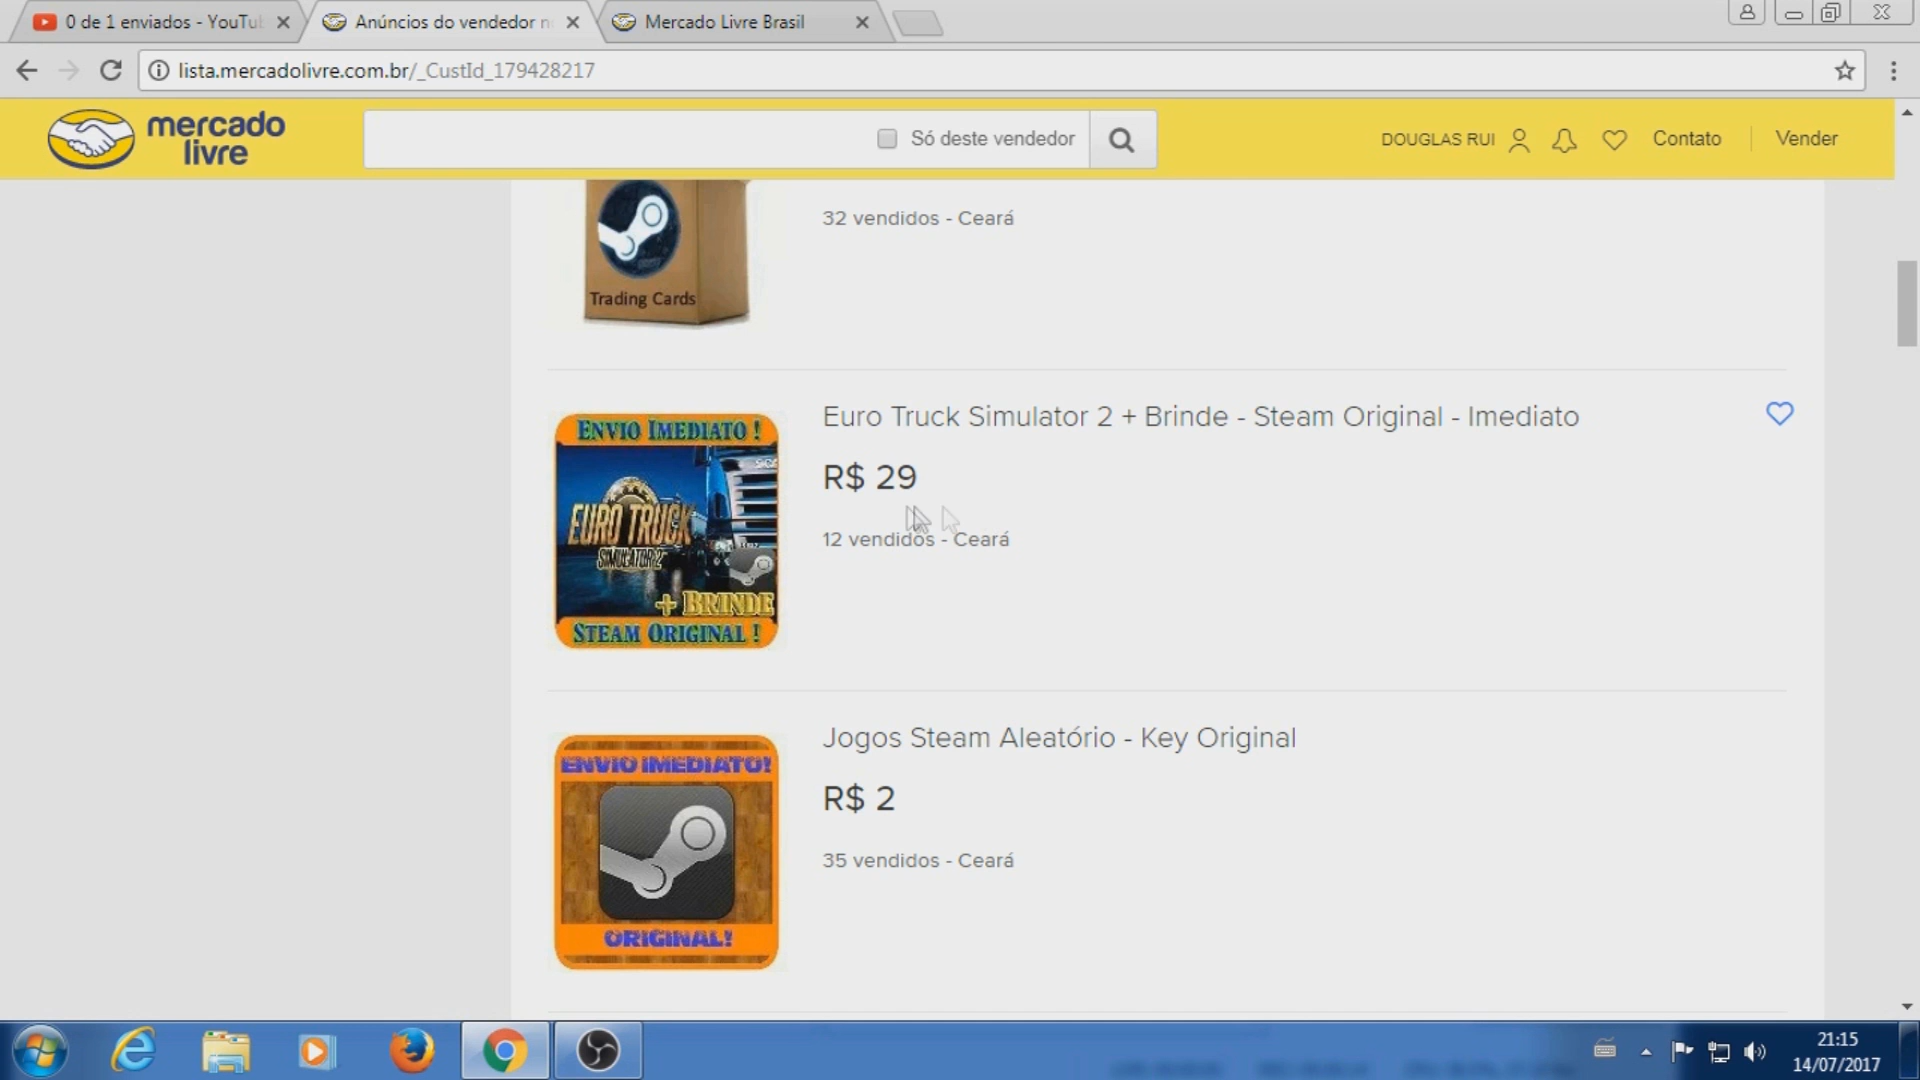 0 de 1 enviados - YouTu
Anúncios do vendedor n
Mercado Livre Brasil
lista.mercadolivre.com.br/_CustId_179428217
mercado
livre
Só deste vendedor
DOUGLAS RUI
Contato
Vender
Trading Cards
32 vendidos - Ceará
ENVIO IMEDIATO !
EURO TRUCK
SIMULATOR 2
+ BRINDE
STEAM ORIGINAL !
Euro Truck Simulator 2 + Brinde - Steam Original - Imediato
R$ 29
12 vendidos - Ceará
ENVIO IMEDIATO!
ORIGINAL!
Jogos Steam Aleatório - Key Original
R$ 2
35 vendidos - Ceará
21:15
14/07/2017